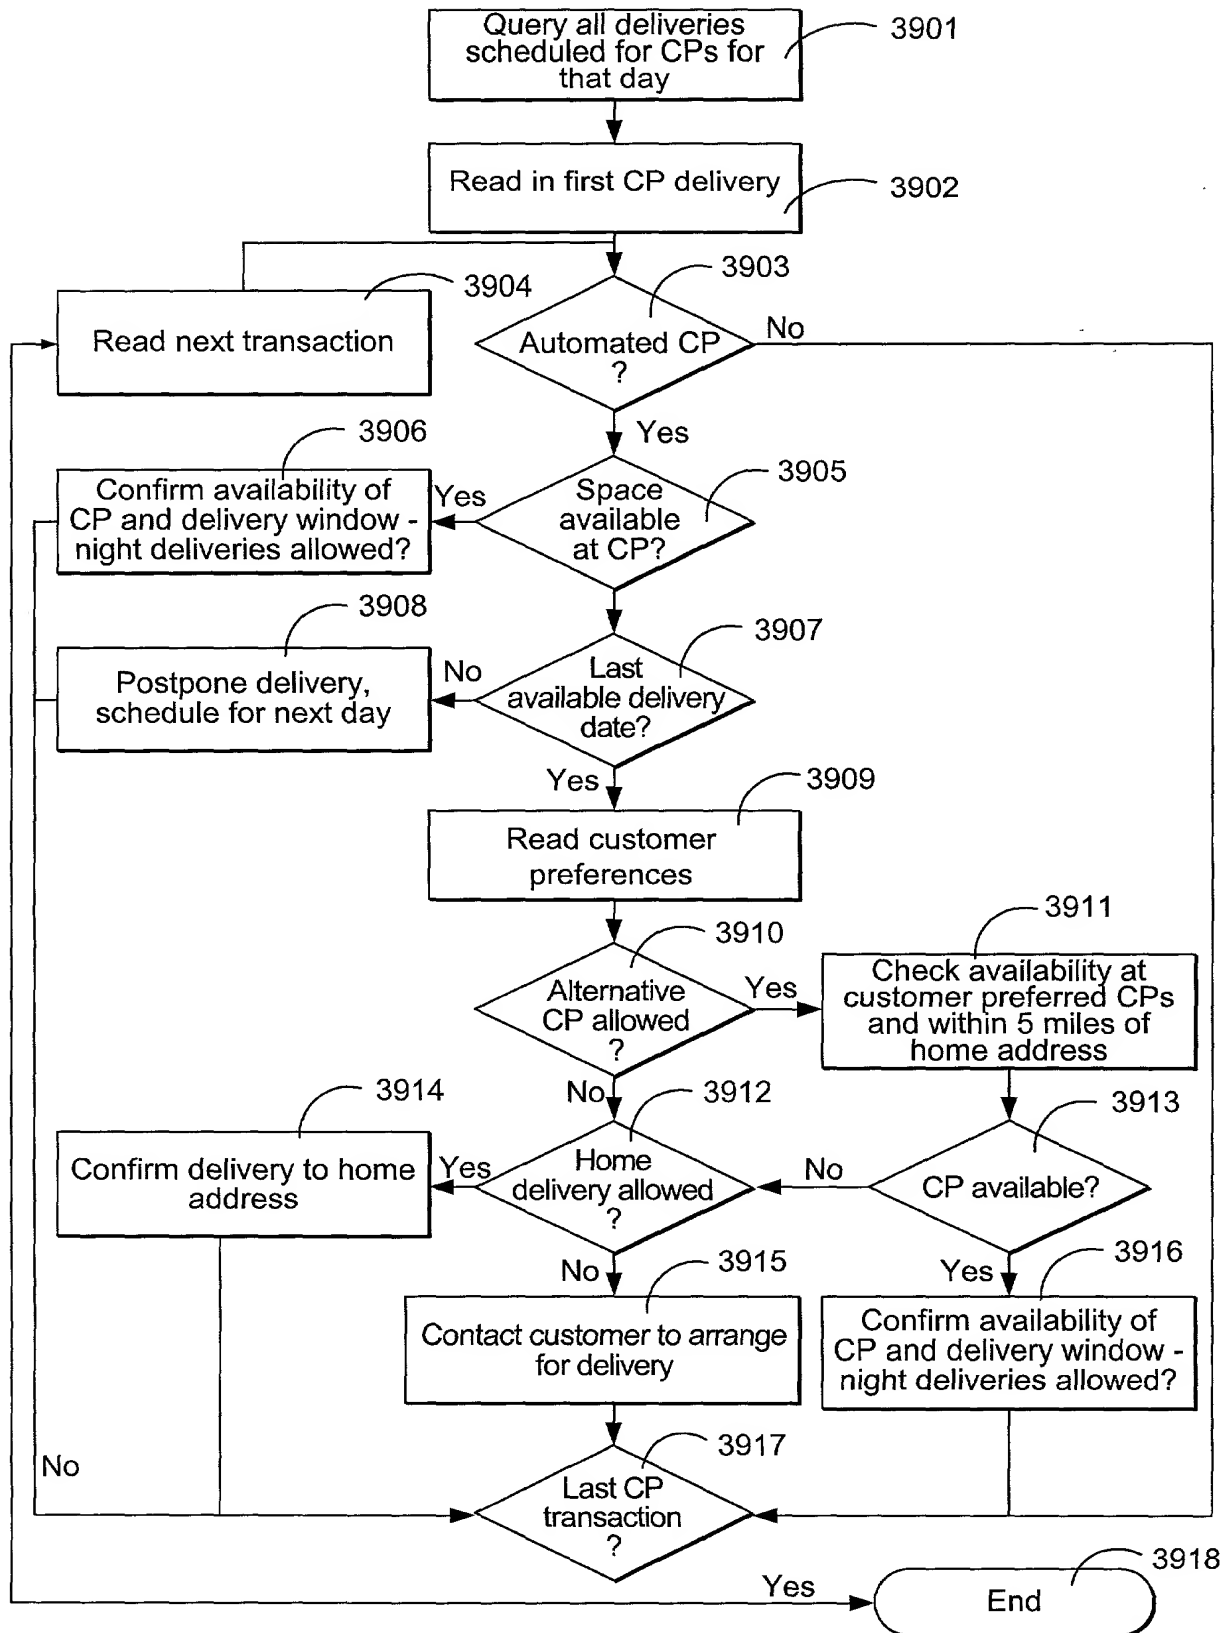 Query all deliveries
scheduled for CPs for
that day
3901
Read in first CP delivery
3902
3903
Automated CP
?
No
Yes
3904
Read next transaction
3905
Space
available
at CP?
Yes
3906
Confirm availability of
CP and delivery window -
night deliveries allowed?
3907
Last
available delivery
date?
No
Yes
3908
Postpone delivery,
schedule for next day
3909
Read customer
preferences
3910
Alternative
CP allowed
?
Yes
No
3911
Check availability at
customer preferred CPs
and within 5 miles of
home address
3912
Home
delivery allowed
?
Yes
No
3913
CP available?
No
Yes
3914
Confirm delivery to home
address
3915
Contact customer to arrange
for delivery
3916
Confirm availability of
CP and delivery window -
night deliveries allowed?
3917
Last CP
transaction
?
No
Yes
3918
End